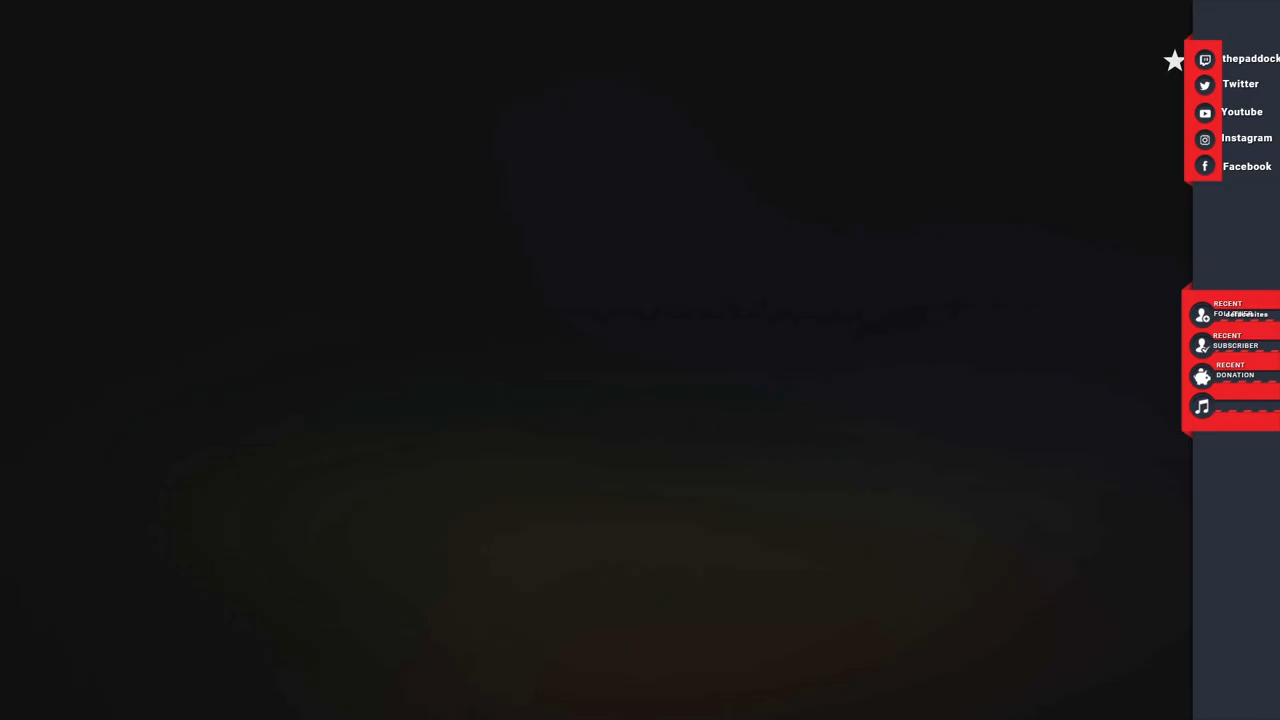 thepaddock
Twitter
Youtube
Instagram
Facebook
RECENT
RECENT
SUBSCRIBER
RECENT
DONATION